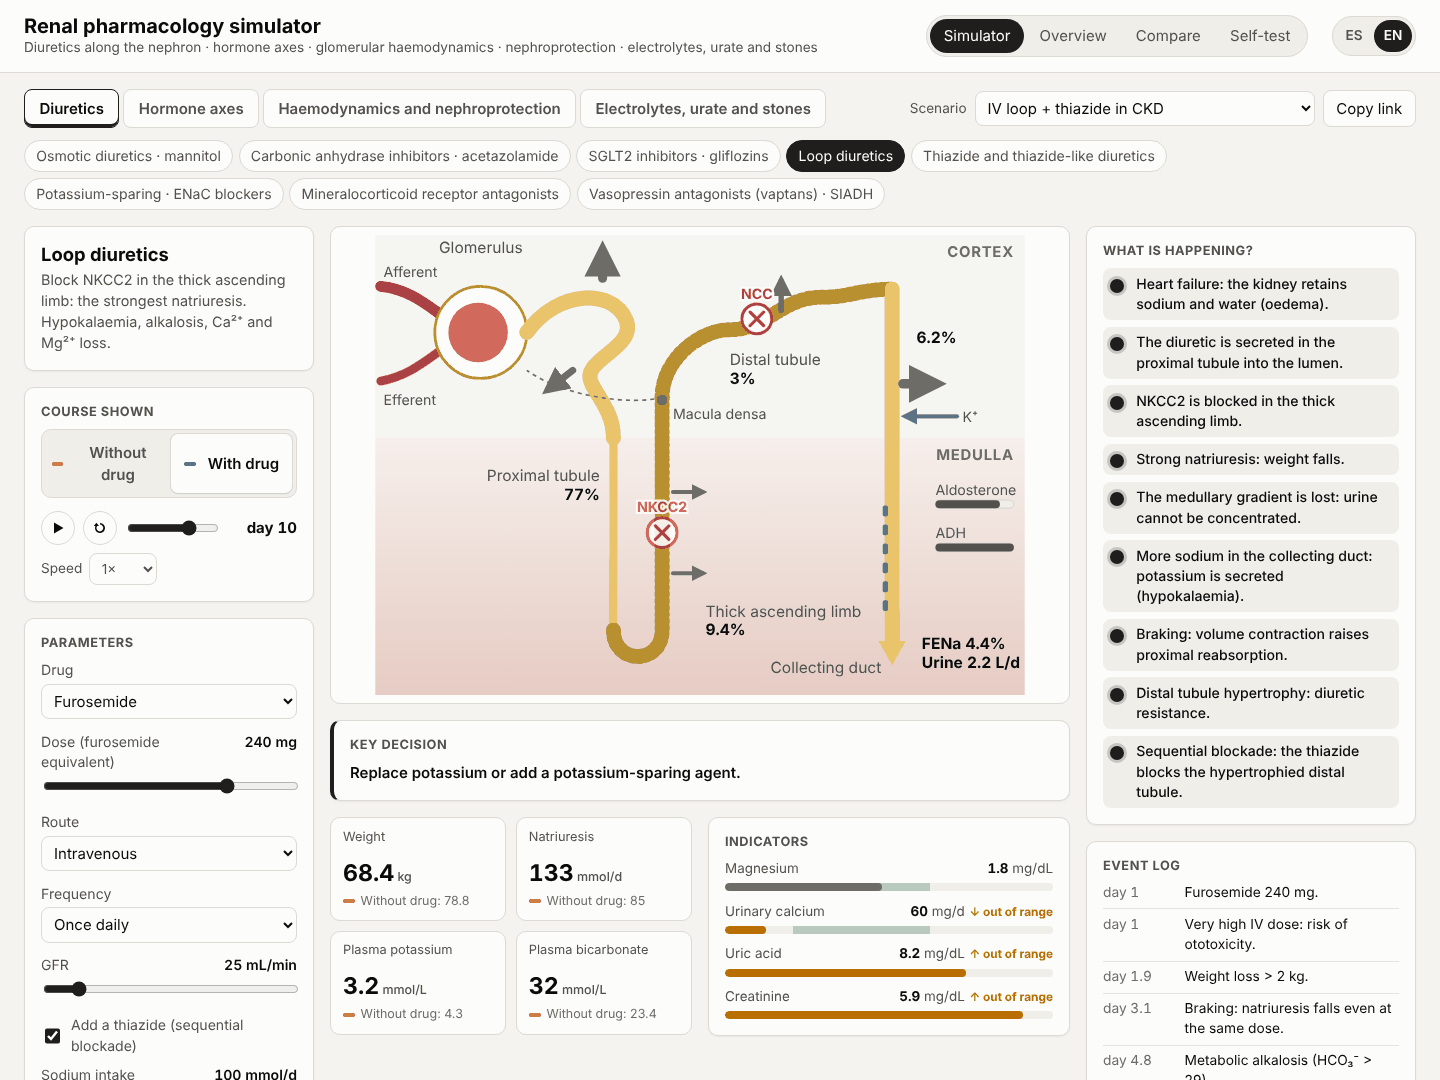 Renal pharmacology simulator
Diuretics along the nephron · hormone axes · glomerular haemodynamics · nephroprotection · electrolytes, urate and stones
Simulator
Overview
Compare
Self-test
ES
EN
Diuretics
Hormone axes
Haemodynamics and nephroprotection
Electrolytes, urate and stones
Scenario
IV loop + thiazide in CKD
Copy link
Osmotic diuretics · mannitol
Carbonic anhydrase inhibitors · acetazolamide
SGLT2 inhibitors · gliflozins
Loop diuretics
Thiazide and thiazide-like diuretics
Potassium-sparing · ENaC blockers
Mineralocorticoid receptor antagonists
Vasopressin antagonists (vaptans) · SIADH
Loop diuretics
Block NKCC2 in the thick ascending
limb: the strongest natriuresis.
Hypokalaemia, alkalosis, Ca²⁺ and
Mg²⁺ loss.
COURSE SHOWN
Without
drug
With drug
day 10
Speed
1×
PARAMETERS
Drug
Furosemide
Dose (furosemide
equivalent)
240 mg
Route
Intravenous
Frequency
Once daily
GFR
25 mL/min
Add a thiazide (sequential
blockade)
Sodium intake
100 mmol/d
Glomerulus
Afferent
Efferent
CORTEX
NCC
6.2%
Distal tubule
3%
Macula densa
K⁺
MEDULLA
Proximal tubule
77%
NKCC2
Aldosterone
ADH
Thick ascending limb
9.4%
Collecting duct
FENa 4.4%
Urine 2.2 L/d
KEY DECISION
Replace potassium or add a potassium-sparing agent.
Weight
68.4 kg
Without drug: 78.8
Natriuresis
133 mmol/d
Without drug: 85
Plasma potassium
3.2 mmol/L
Without drug: 4.3
Plasma bicarbonate
32 mmol/L
Without drug: 23.4
INDICATORS
Magnesium
1.8 mg/dL
Urinary calcium
60 mg/d ↓ out of range
Uric acid
8.2 mg/dL ↑ out of range
Creatinine
5.9 mg/dL ↑ out of range
WHAT IS HAPPENING?
Heart failure: the kidney retains
sodium and water (oedema).
The diuretic is secreted in the
proximal tubule into the lumen.
NKCC2 is blocked in the thick
ascending limb.
Strong natriuresis: weight falls.
The medullary gradient is lost: urine
cannot be concentrated.
More sodium in the collecting duct:
potassium is secreted
(hypokalaemia).
Braking: volume contraction raises
proximal reabsorption.
Distal tubule hypertrophy: diuretic
resistance.
Sequential blockade: the thiazide
blocks the hypertrophied distal
tubule.
EVENT LOG
day 1
Furosemide 240 mg.
day 1
Very high IV dose: risk of
ototoxicity.
day 1.9
Weight loss > 2 kg.
day 3.1
Braking: natriuresis falls even at
the same dose.
day 4.8
Metabolic alkalosis (HCO₃⁻ >
29).